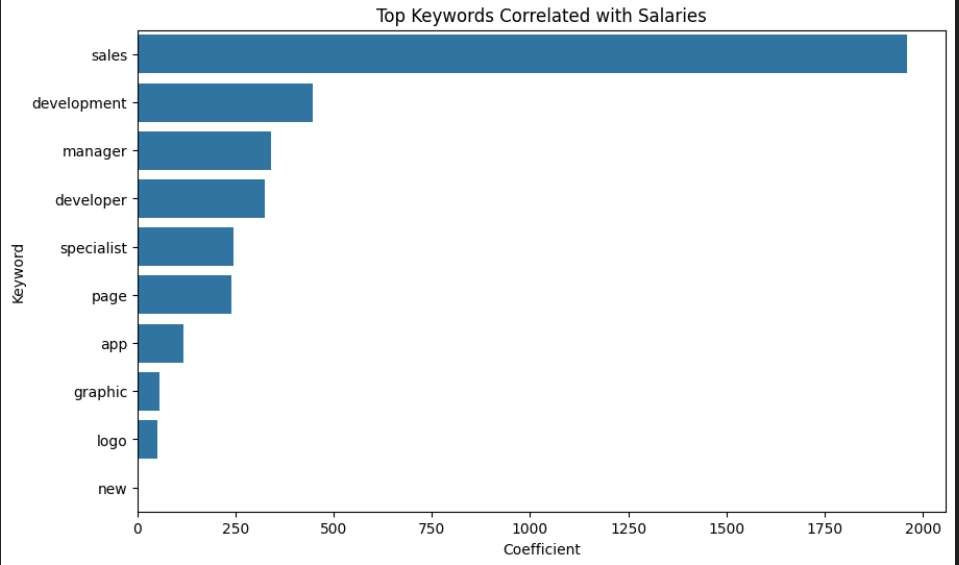 Top Keywords Correlated with Salaries
sales
development
manager
developer
specialist
page
app
graphic
logo
new
Keyword
0 250 500 750 1000 1250 1500 1750 2000
Coefficient